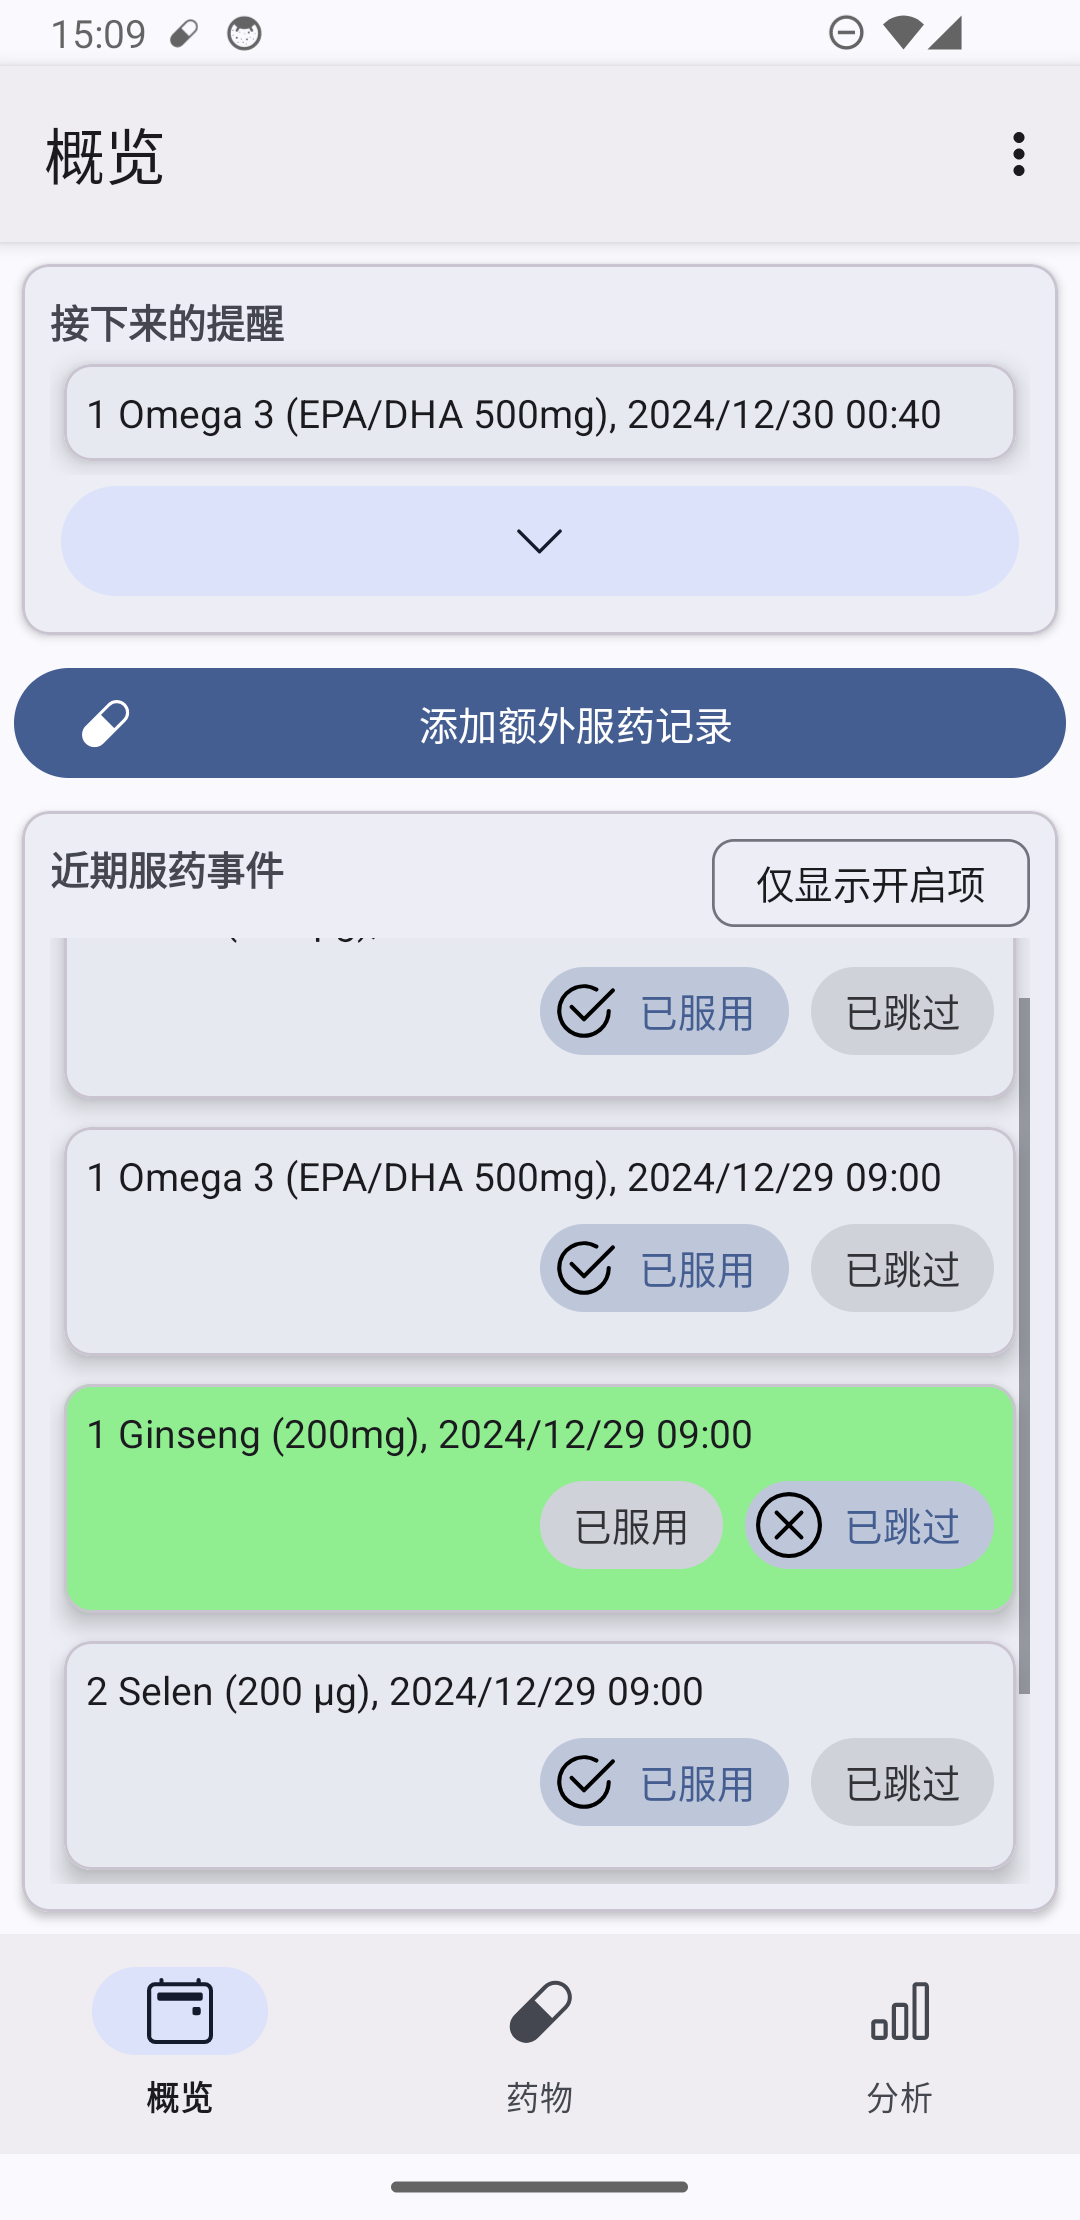 15:09
概览
接下来的提醒
1 Omega 3 (EPA/DHA 500mg), 2024/12/30 00:40
添加额外服药记录
近期服药事件
仅显示开启项
已服用 已跳过
1 Omega 3 (EPA/DHA 500mg), 2024/12/29 09:00
已服用 已跳过
1 Ginseng (200mg), 2024/12/29 09:00
已服用 已跳过
2 Selen (200 µg), 2024/12/29 09:00
已服用 已跳过
概览 药物 分析